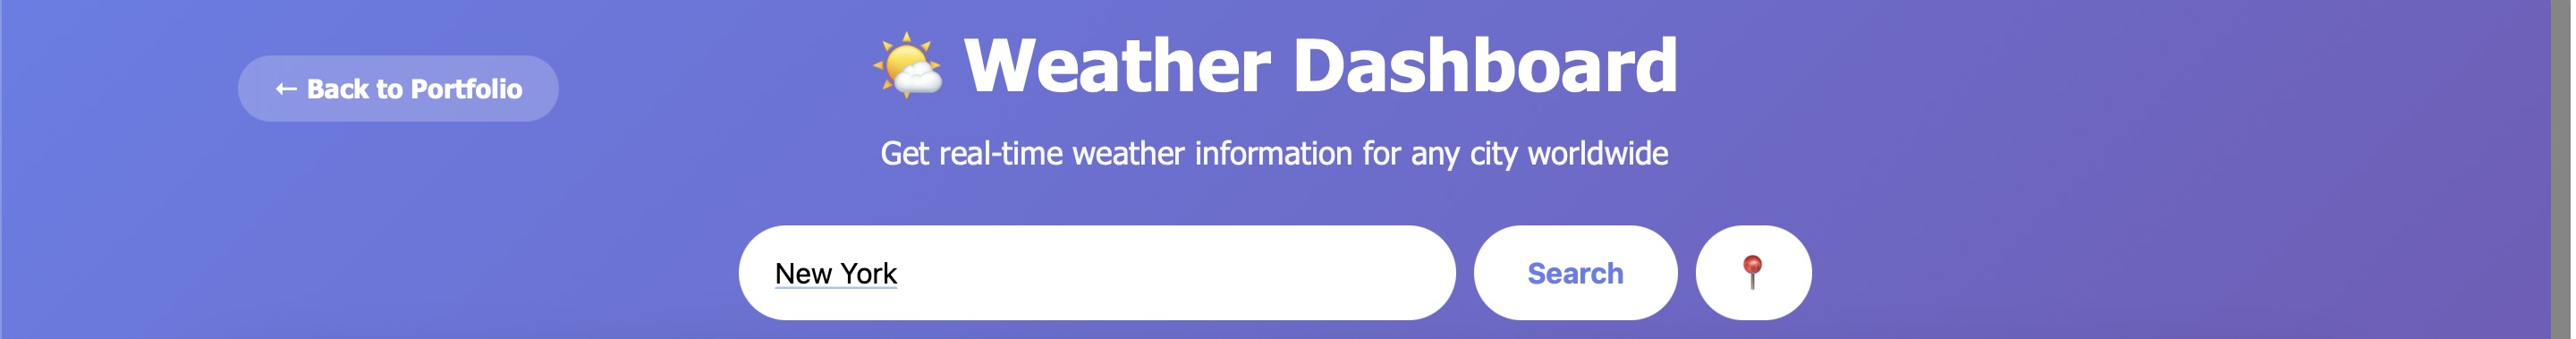 ← Back to Portfolio
Weather Dashboard
Get real-time weather information for any city worldwide
New York
Search